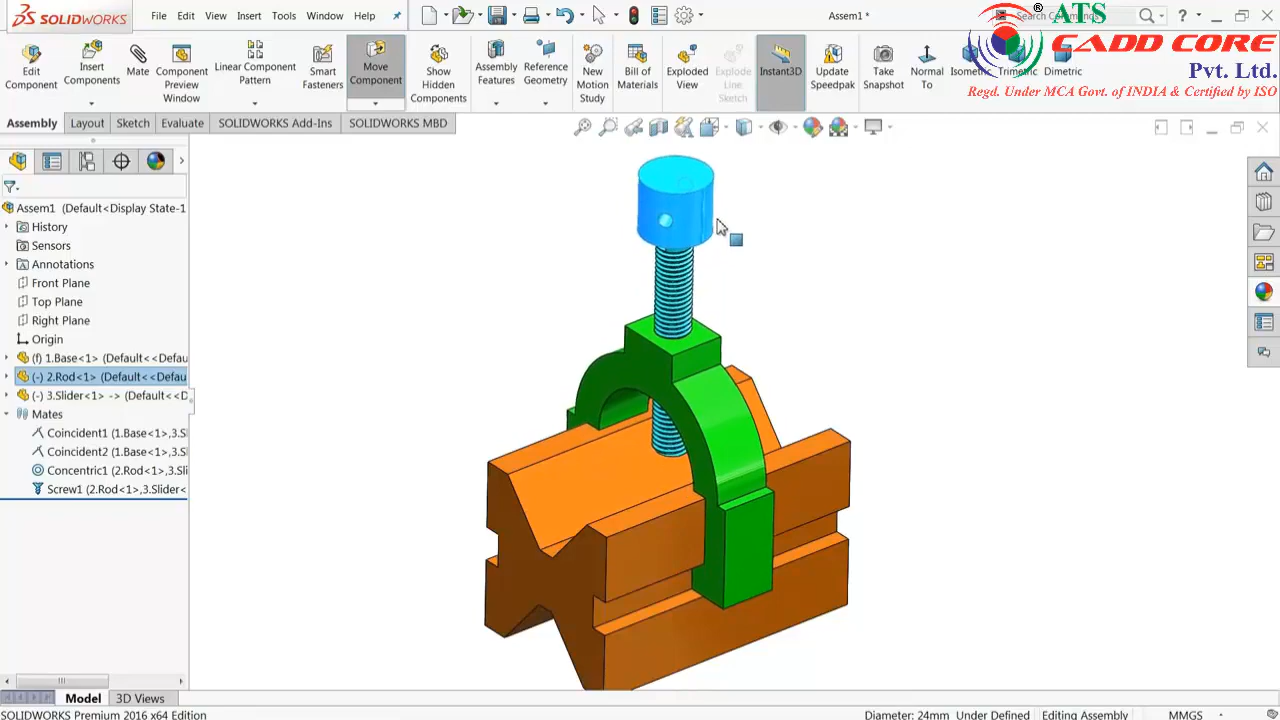 SOLIDWORKS
File Edit View Insert Tools Window Help
Assem1 *
Search Commands
?
ATS
®
CADD CORE
Pvt. Ltd.
Regd. Under MCA Govt. of INDIA & Certified by ISO
Edit Component
Insert Components
Mate
Component Preview Window
Linear Component Pattern
Smart Fasteners
Move Component
Show Hidden Components
Assembly Features
Reference Geometry
New Motion Study
Bill of Materials
Exploded View
Explode Line Sketch
Instant3D
Update Speedpak
Take Snapshot
Normal To
Isometric
Trimetric
Dimetric
Assembly Layout Sketch Evaluate SOLIDWORKS Add-Ins SOLIDWORKS MBD
Assem1 (Default<Display State-1
History
Sensors
Annotations
Front Plane
Top Plane
Right Plane
Origin
(f) 1.Base<1> (Default<<Defau
(-) 2.Rod<1> (Default<<Defau
(-) 3.Slider<1> -> (Default<<D
Mates
Coincident1 (1.Base<1>,3.S
Coincident2 (1.Base<1>,3.S
Concentric1 (2.Rod<1>,3.Sli
Screw1 (2.Rod<1>,3.Slider<
Model 3D Views
SOLIDWORKS Premium 2016 x64 Edition
Diameter: 24mm Under Defined Editing Assembly MMGS